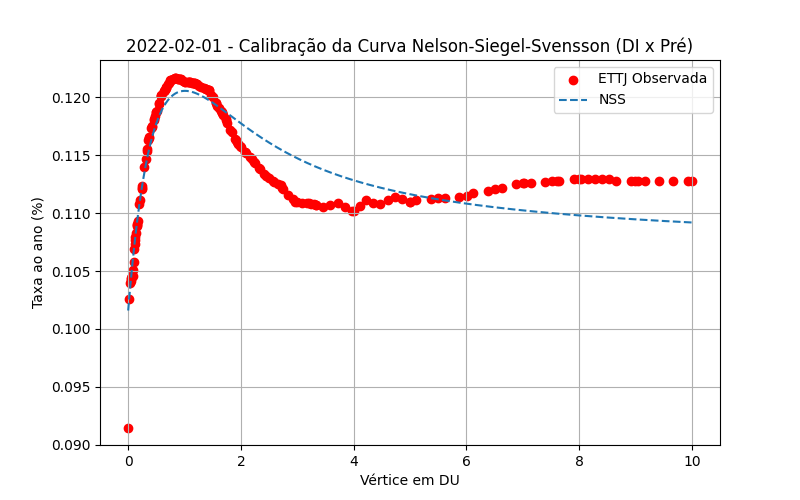 2022-02-01 - Calibração da Curva Nelson-Siegel-Svensson (DI x Pré)
ETTJ Observada
NSS
Taxa ao ano (%)
0.120
0.115
0.110
0.105
0.100
0.095
0.090
0 2 4 6 8 10
Vértice em DU